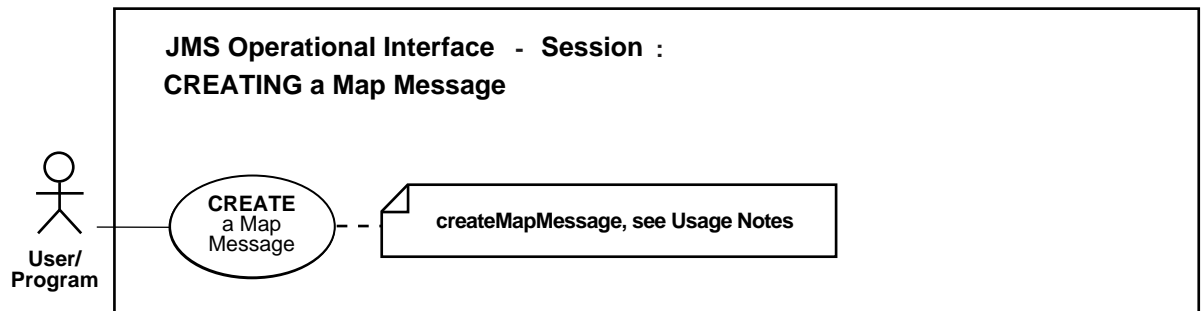 JMS Operational Interface - Session :
CREATING a Map Message
CREATE
a Map
Message
createMapMessage, see Usage Notes
User/
Program